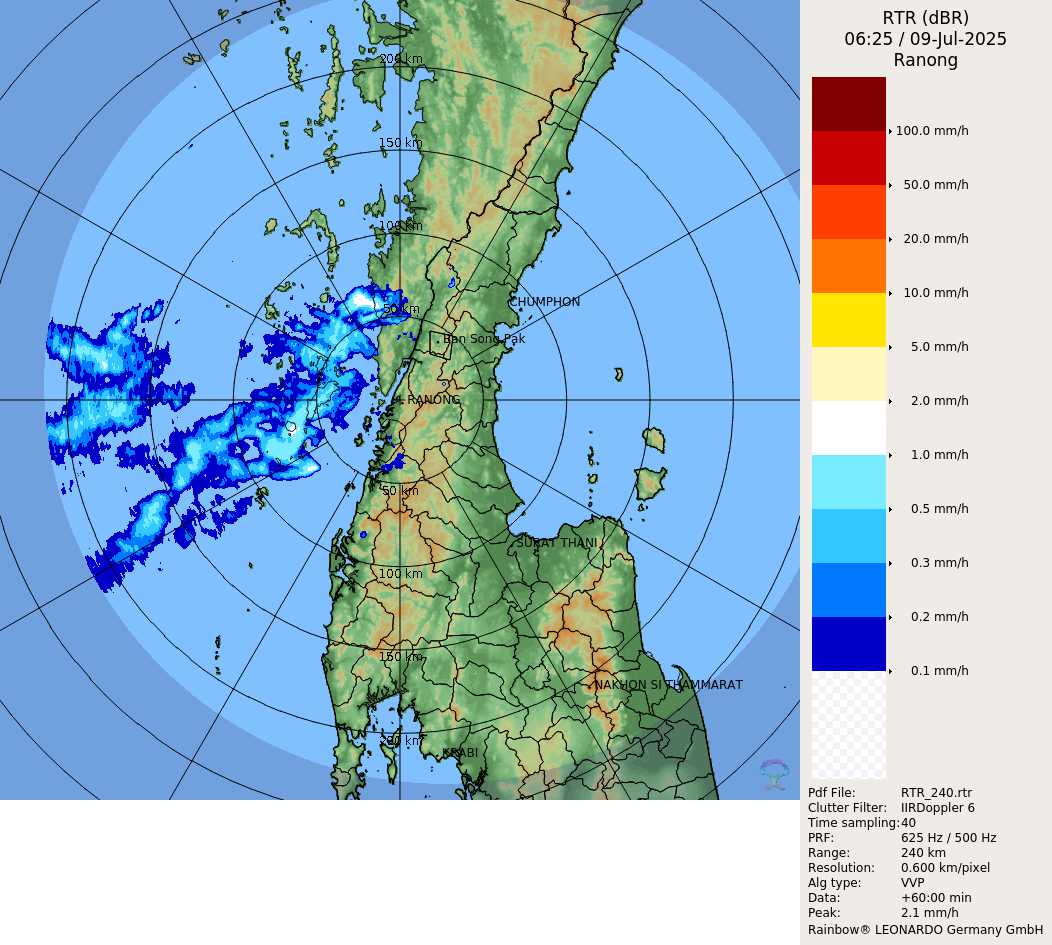 RTR (dBR)
06:25 / 09-Jul-2025
Ranong
100.0 mm/h
50.0 mm/h
20.0 mm/h
10.0 mm/h
5.0 mm/h
2.0 mm/h
1.0 mm/h
0.5 mm/h
0.3 mm/h
0.2 mm/h
0.1 mm/h
200 km
150 km
100 km
CHUMPHON
50 km
Ban Song Pak
RANONG
50 km
SURAT THANI
100 km
150 km
NAKHON SI THAMMARAT
200 km
KRABI
Pdf File: RTR_240.rtr
Clutter Filter: IIRDoppler 6
Time sampling: 40
PRF: 625 Hz / 500 Hz
Range: 240 km
Resolution: 0.600 km/pixel
Alg type: VVP
Data: +60:00 min
Peak: 2.1 mm/h
Rainbow® LEONARDO Germany GmbH